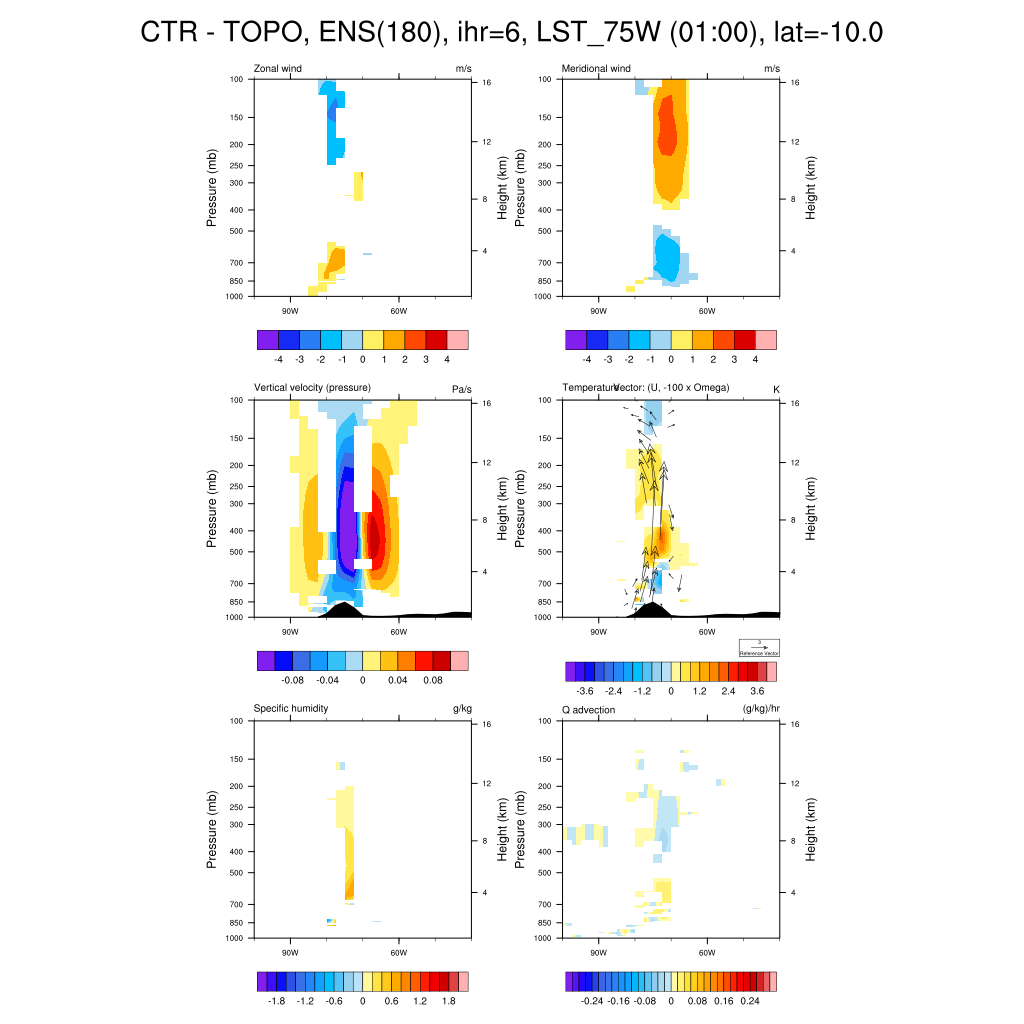 CTR - TOPO, ENS(180), ihr=6, LST_75W (01:00), lat=-10.0
Zonal wind m/s
100 150 200 250 300 400 500 700 850 1000
Pressure (mb)
16 12 8 4
Height (km)
90W 60W
-4 -3 -2 -1 0 1 2 3 4
Meridional wind m/s
100 150 200 250 300 400 500 700 850 1000
Pressure (mb)
16 12 8 4
Height (km)
90W 60W
-4 -3 -2 -1 0 1 2 3 4
Vertical velocity (pressure) Pa/s
100 150 200 250 300 400 500 700 850 1000
Pressure (mb)
16 12 8 4
Height (km)
90W 60W
-0.08 -0.04 0 0.04 0.08
Temperature Vector: (U, -100 x Omega) K
100 150 200 250 300 400 500 700 850 1000
Pressure (mb)
16 12 8 4
Height (km)
90W 60W
3
Reference Vector
-3.6 -2.4 -1.2 0 1.2 2.4 3.6
Specific humidity g/kg
100 150 200 250 300 400 500 700 850 1000
Pressure (mb)
16 12 8 4
Height (km)
90W 60W
-1.8 -1.2 -0.6 0 0.6 1.2 1.8
Q advection (g/kg)/hr
100 150 200 250 300 400 500 700 850 1000
Pressure (mb)
16 12 8 4
Height (km)
90W 60W
-0.24 -0.16 -0.08 0 0.08 0.16 0.24